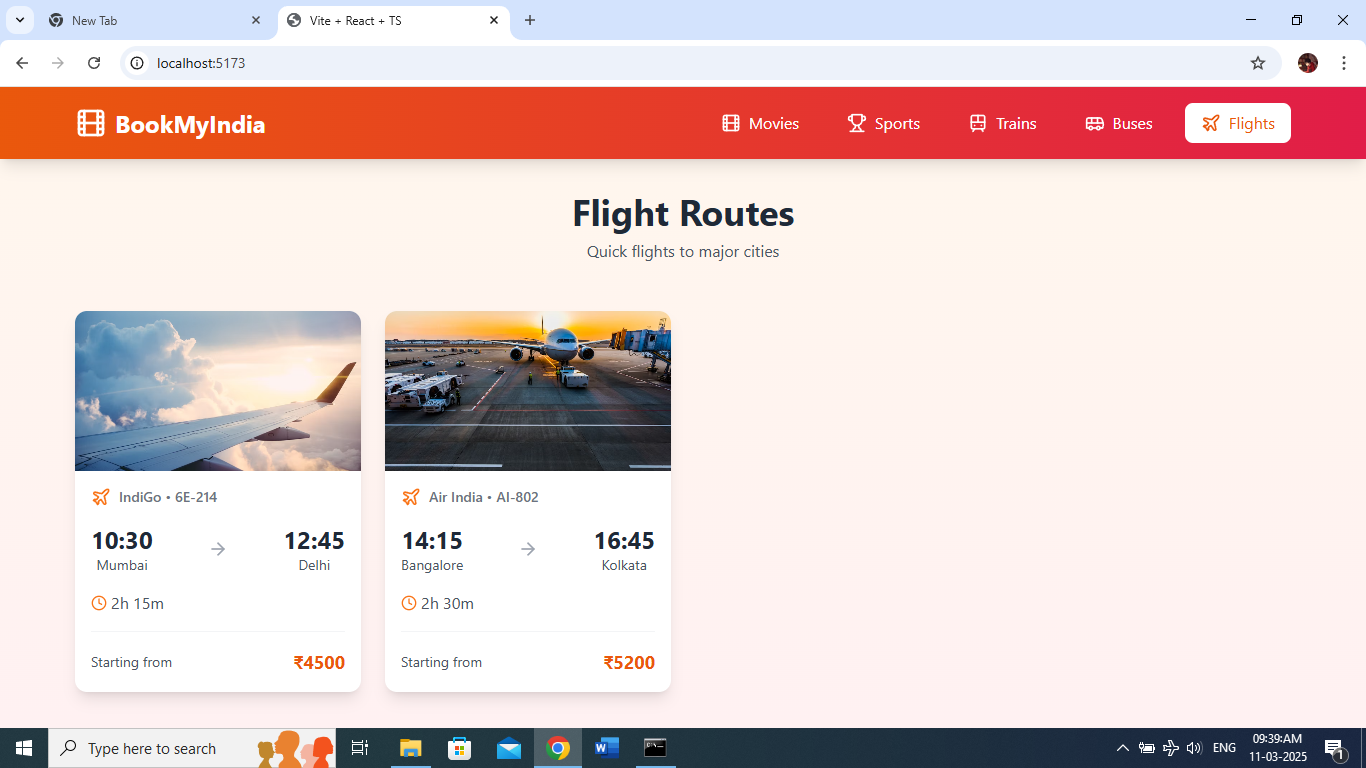 New Tab
Vite + React + TS
localhost:5173
BookMyIndia
Movies
Sports
Trains
Buses
Flights
Flight Routes
Quick flights to major cities
IndiGo • 6E-214
10:30
12:45
Mumbai
Delhi
2h 15m
Starting from
₹4500
Air India • AI-802
14:15
16:45
Bangalore
Kolkata
2h 30m
Starting from
₹5200
Type here to search
ENG
09:39:AM
11-03-2025
1